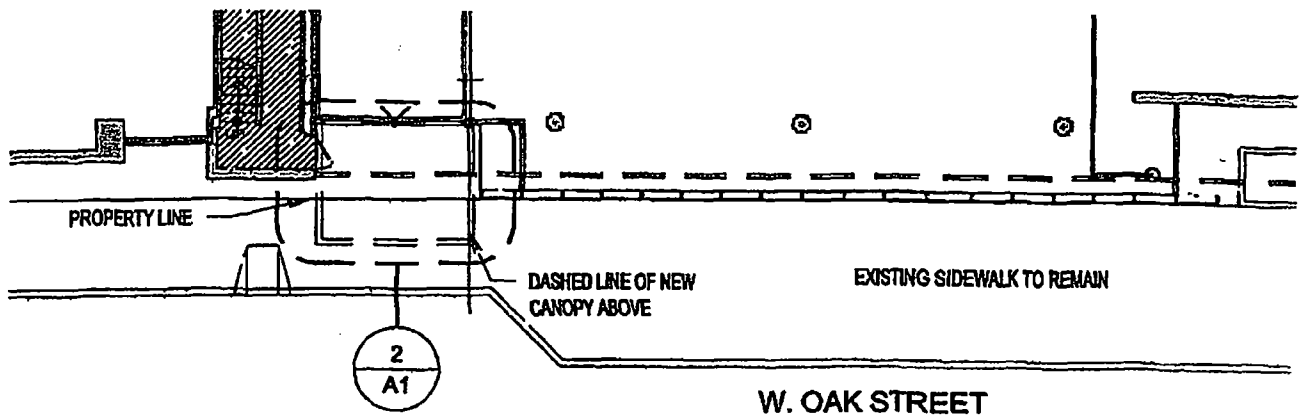 PROPERTY LINE
DASHED LINE OF NEW
CANOPY ABOVE
EXISTING SIDEWALK TO REMAIN
2
A1
W. OAK STREET